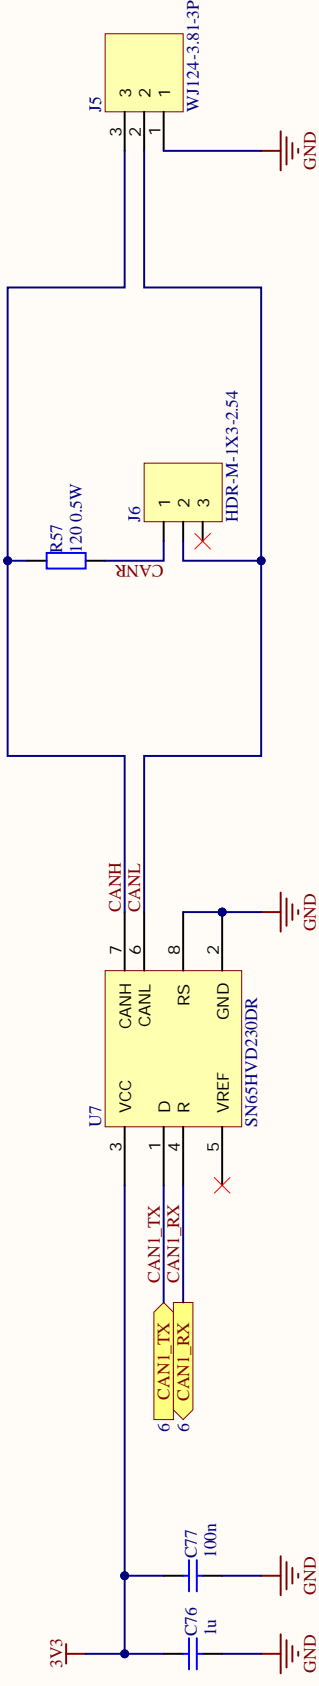 3V3
C76
1u
GND
C77
100n
GND
6
CAN1_TX
CAN1_TX
6
CAN1_RX
CAN1_RX
U7
3
VCC
1
D
4
R
5
VREF
CANH
7
CANL
6
RS
8
GND
2
SN65HVD230DR
CANH
CANL
GND
R57
120 0.5W
CANR
J6
1
2
3
HDR-M-1X3-2.54
J5
3
3
2
2
1
1
WJ124-3.81-3P
GND